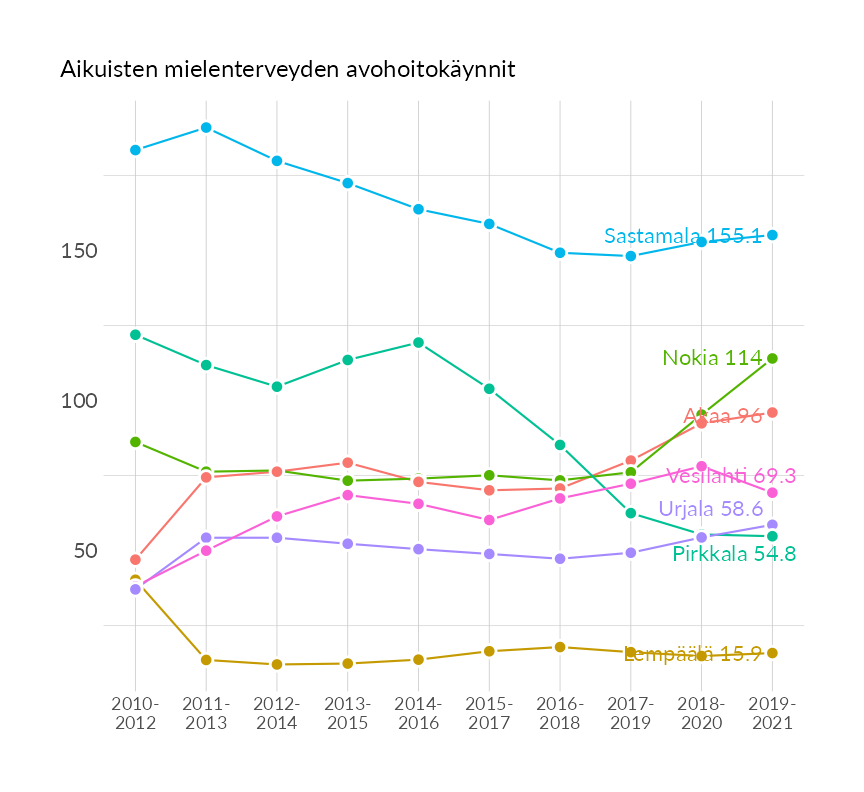 Aikuisten mielenterveyden avohoitokäynnit
Sastamala 155.1
150
Nokia 114
100
Akaa 96
Vesilahti 69.3
Urjala 58.6
50
Pirkkala 54.8
Lempäälä 15.9
2010-2012
2011-2013
2012-2014
2013-2015
2014-2016
2015-2017
2016-2018
2017-2019
2018-2020
2019-2021